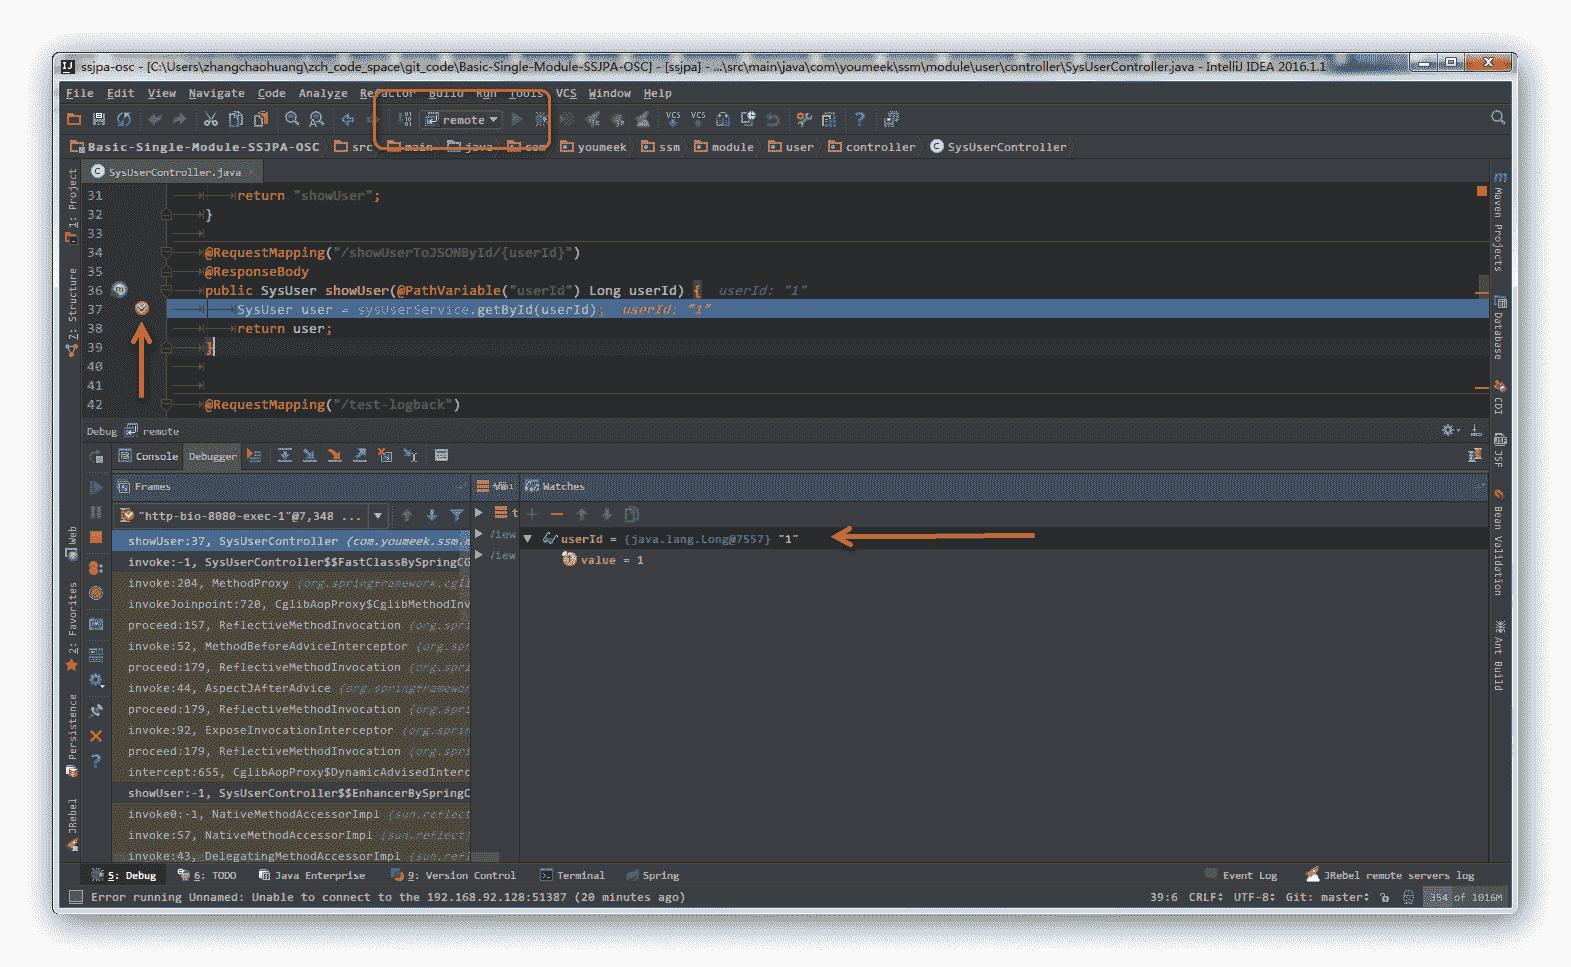 ssjpa-osc - [C:\Users\zhangchaohuang\zch_code_space\git_code\Basic-Single-Module-SSJPA-OSC] - [ssjpa] - ...\src\main\java\com\youmeek\ssm\module\user\controller\SysUserController.java - IntelliJ IDEA 2016.1.1
File Edit View Navigate Code Analyze Refactor Build Run Tools VCS Window Help
remote VCS VCS
Basic-Single-Module-SSJPA-OSC src main java com youmeek ssm module user controller SysUserController
SysUserController.java
31 return "showUser";
32 }
33
34 @RequestMapping("/showUserToJSONById/{userId}")
35 @ResponseBody
36 public SysUser showUser(@PathVariable("userId") Long userId) { userId: "1"
37 SysUser user = sysUserService.getById(userId); userId: "1"
38 return user;
39 }
40
41
42 @RequestMapping("/test-logback")
1: Project
7: Structure
Web
2: Favorites
Persistence
JRebel
Maven Projects
Database
CDI
JSF
Bean Validation
Ant Build
Debug remote
Console Debugger
Frames
Watches
"http-bio-8080-exec-1"@7,348 ...
showUser:37, SysUserController (com.youmeek.ssm.m
invoke:-1, SysUserController$$FastClassBySpringCG
invoke:204, MethodProxy (org.springframework.cgli
invokeJoinpoint:720, CglibAopProxy$CglibMethodInv
proceed:157, ReflectiveMethodInvocation (org.spri
invoke:52, MethodBeforeAdviceInterceptor (org.sp
proceed:179, ReflectiveMethodInvocation (org.spri
invoke:44, AspectJAfterAdvice (org.springframewor
proceed:179, ReflectiveMethodInvocation (org.spri
invoke:92, ExposeInvocationInterceptor (org.sprin
proceed:179, ReflectiveMethodInvocation (org.spri
intercept:655, CglibAopProxy$DynamicAdvisedInterc
showUser:-1, SysUserController$$EnhancerBySpringC
invoke0:-1, NativeMethodAccessorImpl (sun.reflect
invoke:57, NativeMethodAccessorImpl (sun.reflect)
invoke:43, DelegatingMethodAccessorImpl (sun.refl
t
/iew
/iew
userId = {java.lang.Long@7557} "1"
value = 1
5: Debug 6: TODO Java Enterprise 9: Version Control Terminal Spring Event Log JRebel remote servers log
Error running Unnamed: Unable to connect to the 192.168.92.128:51387 (20 minutes ago) 39:6 CRLF UTF-8 Git: master 354 of 1016M